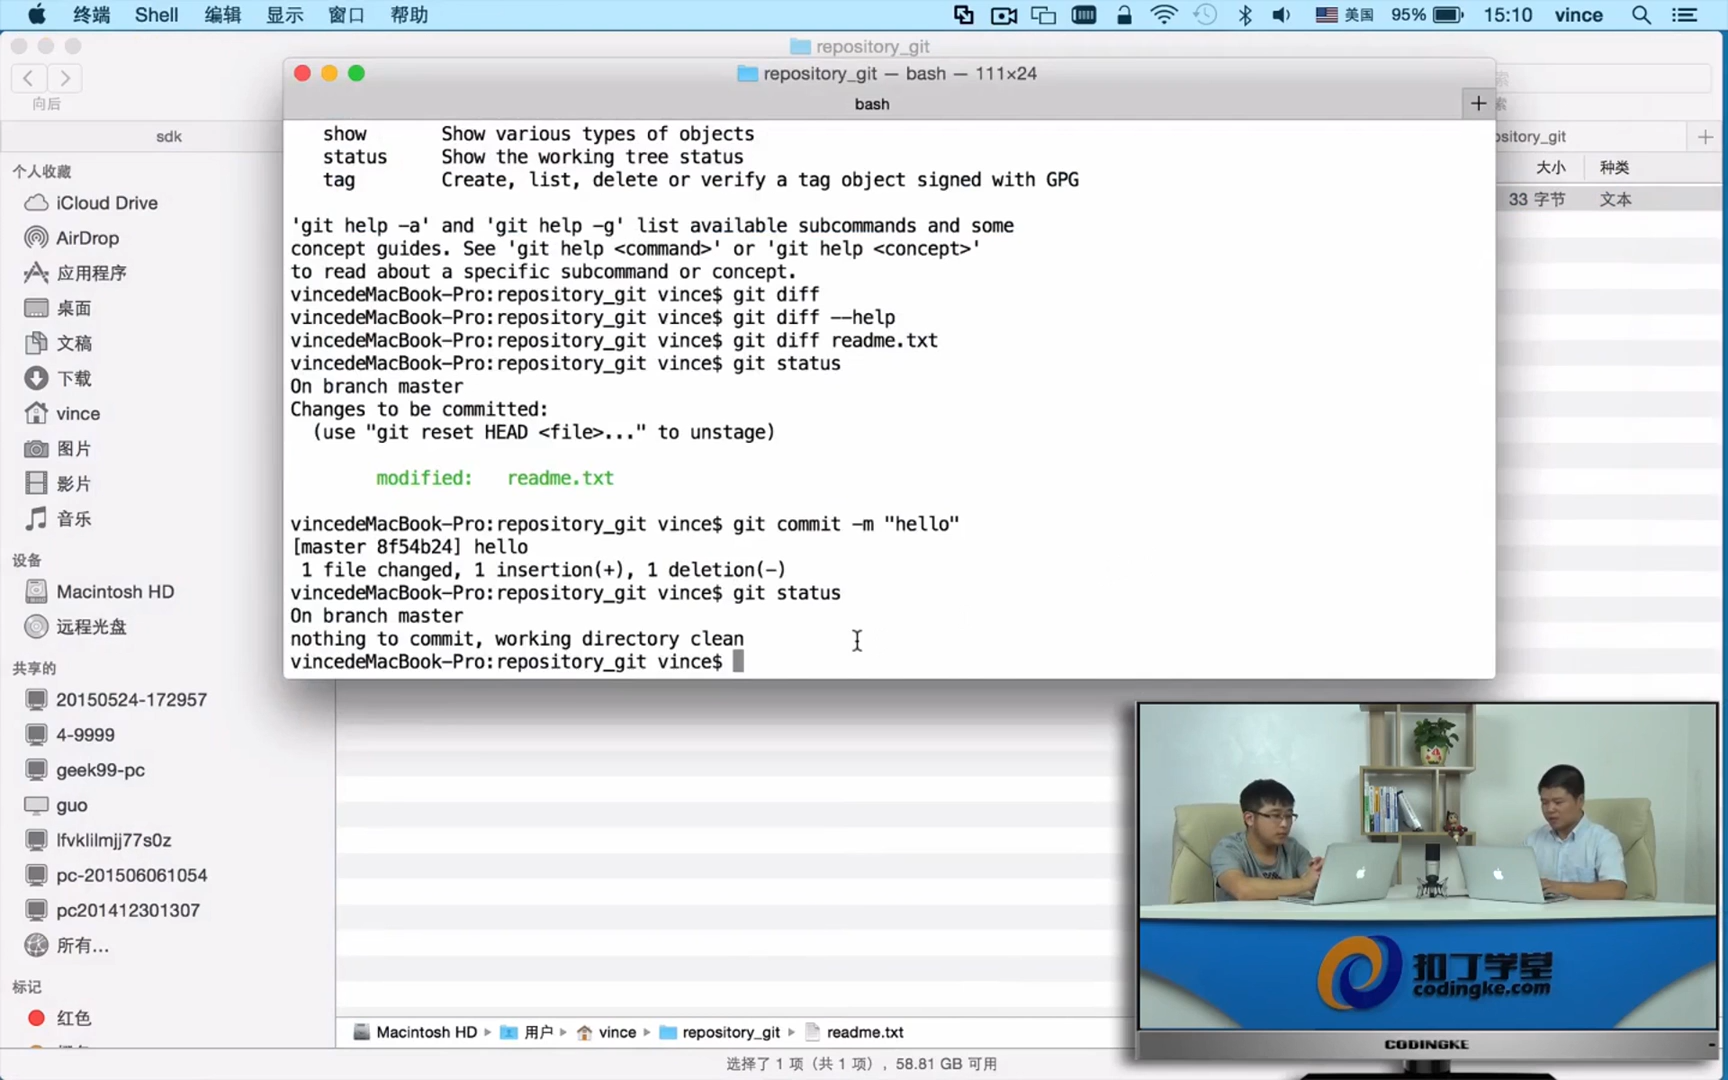 终端 Shell 编辑 显示 窗口 帮助 美国 95% 15:10 vince
repository_git
向后
sdk
repository_git — bash — 111×24
bash
ository_git
大小 种类
33 字节 文本
个人收藏
iCloud Drive
AirDrop
应用程序
桌面
文稿
下载
vince
图片
影片
音乐
设备
Macintosh HD
远程光盘
共享的
20150524-172957
4-9999
geek99-pc
guo
lfvklilmjj77s0z
pc-201506061054
pc201412301307
所有...
标记
红色
show Show various types of objects
status Show the working tree status
tag Create, list, delete or verify a tag object signed with GPG
'git help -a' and 'git help -g' list available subcommands and some
concept guides. See 'git help <command>' or 'git help <concept>'
to read about a specific subcommand or concept.
vincedeMacBook-Pro:repository_git vince$ git diff
vincedeMacBook-Pro:repository_git vince$ git diff --help
vincedeMacBook-Pro:repository_git vince$ git diff readme.txt
vincedeMacBook-Pro:repository_git vince$ git status
On branch master
Changes to be committed:
(use "git reset HEAD <file>..." to unstage)
modified: readme.txt
vincedeMacBook-Pro:repository_git vince$ git commit -m "hello"
[master 8f54b24] hello
1 file changed, 1 insertion(+), 1 deletion(-)
vincedeMacBook-Pro:repository_git vince$ git status
On branch master
nothing to commit, working directory clean
vincedeMacBook-Pro:repository_git vince$
扣丁学堂
codingke.com
CODINGKE
Macintosh HD 用户 vince repository_git readme.txt
选择了 1 项（共 1 项），58.81 GB 可用